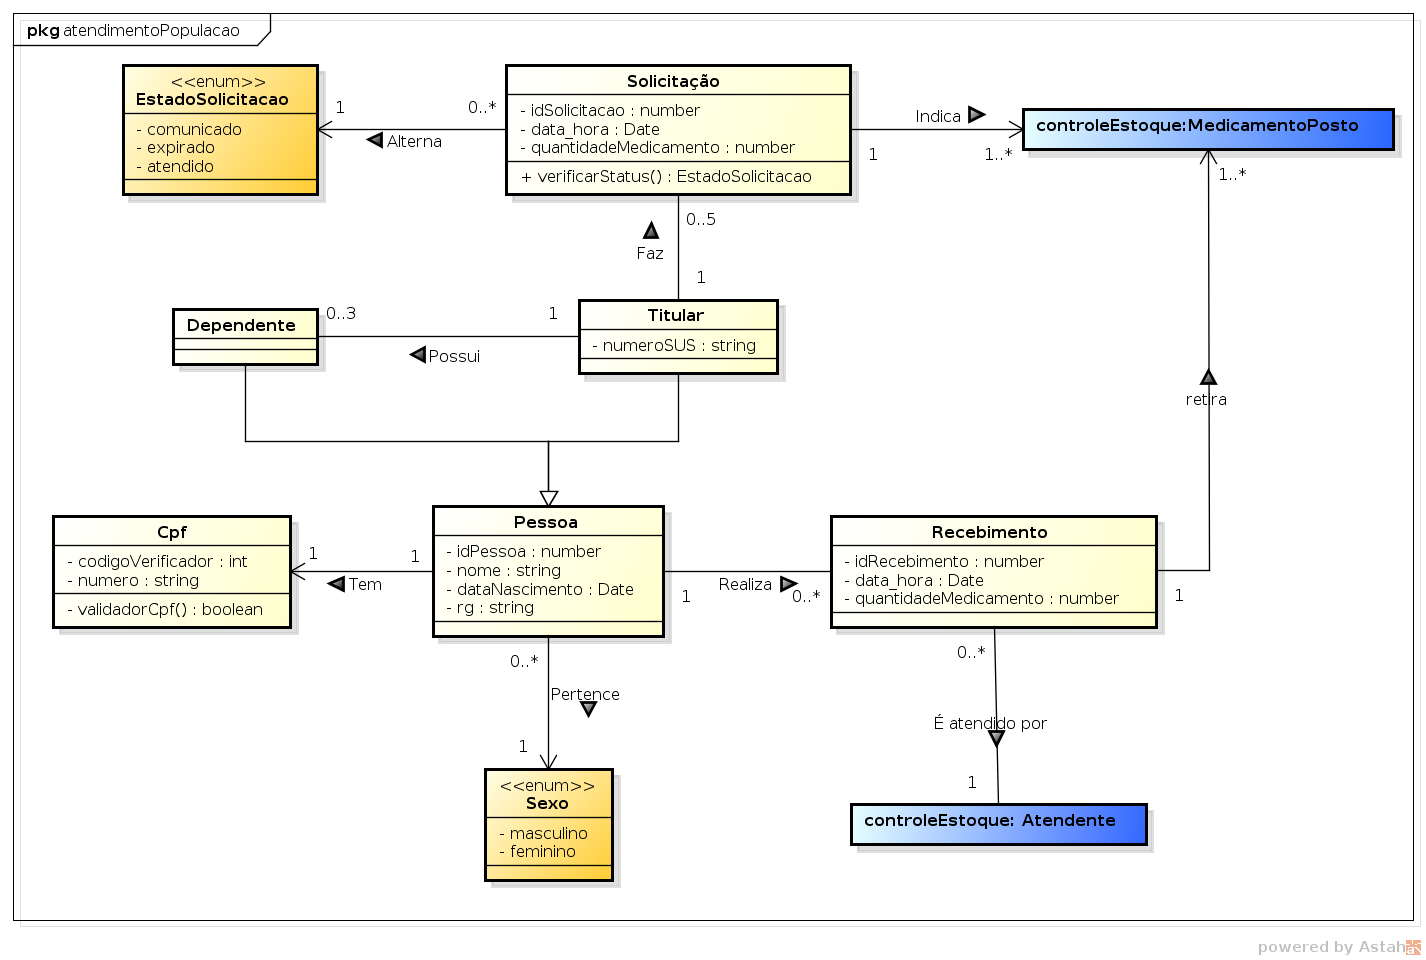 pkg atendimentoPopulacao
<<enum>>
EstadoSolicitacao
- comunicado
- expirado
- atendido
1
0..*
Alterna
Solicitação
- idSolicitacao : number
- data_hora : Date
- quantidadeMedicamento : number
+ verificarStatus() : EstadoSolicitacao
Indica
1
1..*
controleEstoque:MedicamentoPosto
1..*
0..5
Faz
1
Dependente
0..3
1
Possui
Titular
- numeroSUS : string
retira
Cpf
- codigoVerificador : int
- numero : string
- validadorCpf() : boolean
1
1
Tem
Pessoa
- idPessoa : number
- nome : string
- dataNascimento : Date
- rg : string
Realiza
1
0..*
Recebimento
- idRecebimento : number
- data_hora : Date
- quantidadeMedicamento : number
1
0..*
Pertence
1
0..*
É atendido por
1
<<enum>>
Sexo
- masculino
- feminino
controleEstoque: Atendente
powered by Astah